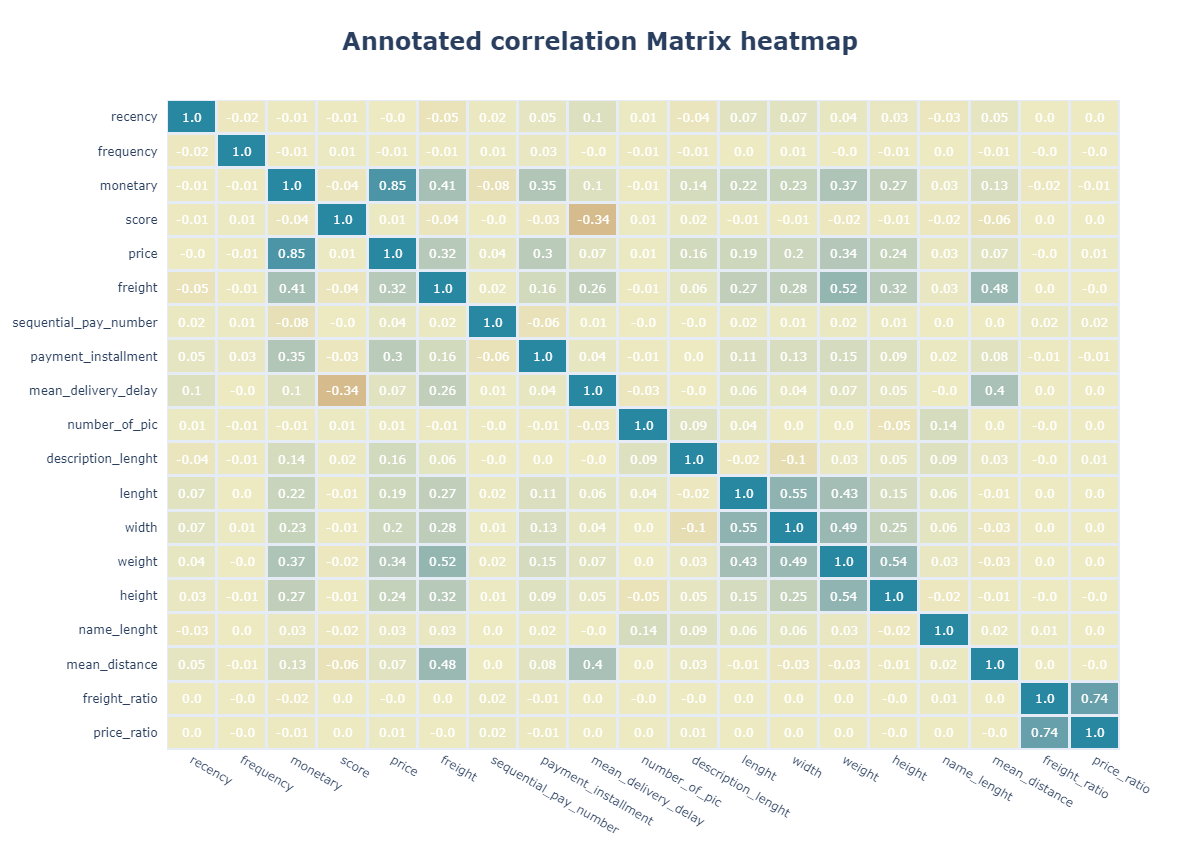 Annotated correlation Matrix heatmap
recency 1.0 -0.02 -0.01 -0.01 -0.0 -0.05 0.02 0.05 0.1 0.01 -0.04 0.07 0.07 0.04 0.03 -0.03 0.05 0.0 0.0
frequency -0.02 1.0 -0.01 0.01 -0.01 -0.01 0.01 0.03 -0.0 -0.01 -0.01 0.0 0.01 -0.0 -0.01 0.0 -0.01 -0.0 -0.0
monetary -0.01 -0.01 1.0 -0.04 0.85 0.41 -0.08 0.35 0.1 -0.01 0.14 0.22 0.23 0.37 0.27 0.03 0.13 -0.02 -0.01
score -0.01 0.01 -0.04 1.0 0.01 -0.04 -0.0 -0.03 -0.34 0.01 0.02 -0.01 -0.01 -0.02 -0.01 -0.02 -0.06 0.0 0.0
price -0.0 -0.01 0.85 0.01 1.0 0.32 0.04 0.3 0.07 0.01 0.16 0.19 0.2 0.34 0.24 0.03 0.07 -0.0 0.01
freight -0.05 -0.01 0.41 -0.04 0.32 1.0 0.02 0.16 0.26 -0.01 0.06 0.27 0.28 0.52 0.32 0.03 0.48 0.0 -0.0
sequential_pay_number 0.02 0.01 -0.08 -0.0 0.04 0.02 1.0 -0.06 0.01 -0.0 -0.0 0.02 0.01 0.02 0.01 0.0 0.0 0.02 0.02
payment_installment 0.05 0.03 0.35 -0.03 0.3 0.16 -0.06 1.0 0.04 -0.01 0.0 0.11 0.13 0.15 0.09 0.02 0.08 -0.01 -0.01
mean_delivery_delay 0.1 -0.0 0.1 -0.34 0.07 0.26 0.01 0.04 1.0 -0.03 -0.0 0.06 0.04 0.07 0.05 -0.0 0.4 0.0 0.0
number_of_pic 0.01 -0.01 -0.01 0.01 0.01 -0.01 -0.0 -0.01 -0.03 1.0 0.09 0.04 0.0 0.0 -0.05 0.14 0.0 -0.0 0.0
description_lenght -0.04 -0.01 0.14 0.02 0.16 0.06 -0.0 0.0 -0.0 0.09 1.0 -0.02 -0.1 0.03 0.05 0.09 0.03 -0.0 0.01
lenght 0.07 0.0 0.22 -0.01 0.19 0.27 0.02 0.11 0.06 0.04 -0.02 1.0 0.55 0.43 0.15 0.06 -0.01 0.0 0.0
width 0.07 0.01 0.23 -0.01 0.2 0.28 0.01 0.13 0.04 0.0 -0.1 0.55 1.0 0.49 0.25 0.06 -0.03 0.0 0.0
weight 0.04 -0.0 0.37 -0.02 0.34 0.52 0.02 0.15 0.07 0.0 0.03 0.43 0.49 1.0 0.54 0.03 -0.03 0.0 0.0
height 0.03 -0.01 0.27 -0.01 0.24 0.32 0.01 0.09 0.05 -0.05 0.05 0.15 0.25 0.54 1.0 -0.02 -0.01 -0.0 -0.0
name_lenght -0.03 0.0 0.03 -0.02 0.03 0.03 0.0 0.02 -0.0 0.14 0.09 0.06 0.06 0.03 -0.02 1.0 0.02 0.01 0.0
mean_distance 0.05 -0.01 0.13 -0.06 0.07 0.48 0.0 0.08 0.4 0.0 0.03 -0.01 -0.03 -0.03 -0.01 0.02 1.0 0.0 -0.0
freight_ratio 0.0 -0.0 -0.02 0.0 -0.0 0.0 0.02 -0.01 0.0 -0.0 -0.0 0.0 0.0 0.0 -0.0 0.01 0.0 1.0 0.74
price_ratio 0.0 -0.0 -0.01 0.0 0.01 -0.0 0.02 -0.01 0.0 0.0 0.01 0.0 0.0 0.0 -0.0 0.0 -0.0 0.74 1.0
recency frequency monetary score price freight sequential_pay_number payment_installment mean_delivery_delay number_of_pic description_lenght lenght width weight height name_lenght mean_distance freight_ratio price_ratio